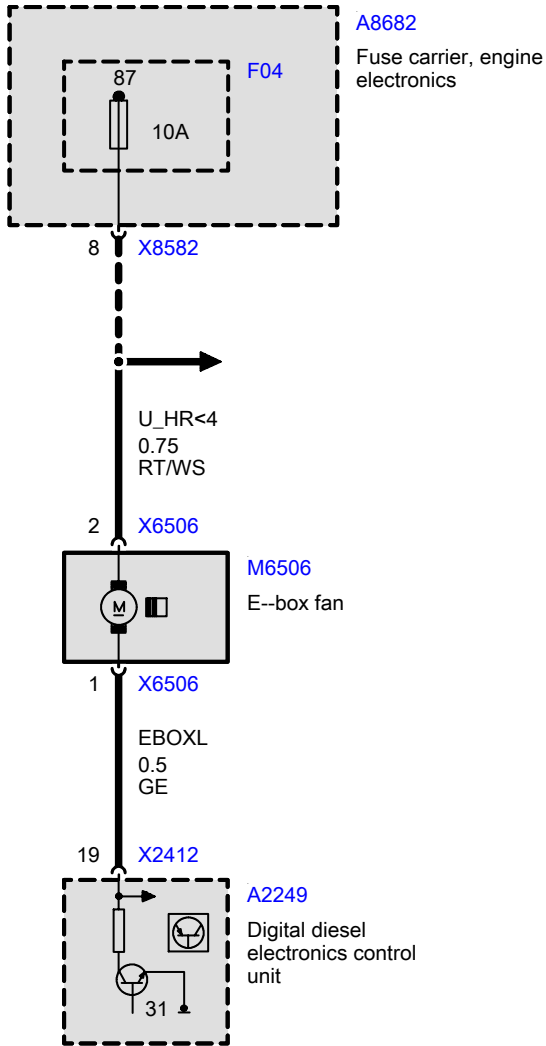 A8682
Fuse carrier, engine
electronics
F04
87
10A
8 X8582
U_HR<4
0.75
RT/WS
2 X6506
M6506
E--box fan
M
1 X6506
EBOXL
0.5
GE
19 X2412
A2249
Digital diesel
electronics control
unit
31